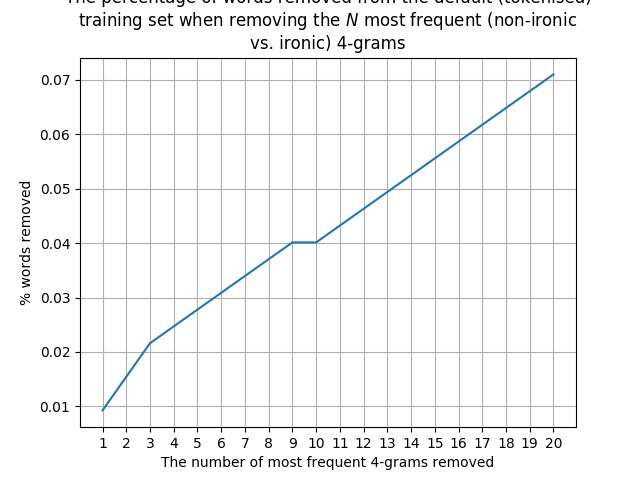 The percentage of words removed from the default (tokenised)
training set when removing the N most frequent (non-ironic
vs. ironic) 4-grams
0.07
0.06
0.05
0.04
0.03
0.02
0.01
% words removed
1 2 3 4 5 6 7 8 9 10 11 12 13 14 15 16 17 18 19 20
The number of most frequent 4-grams removed